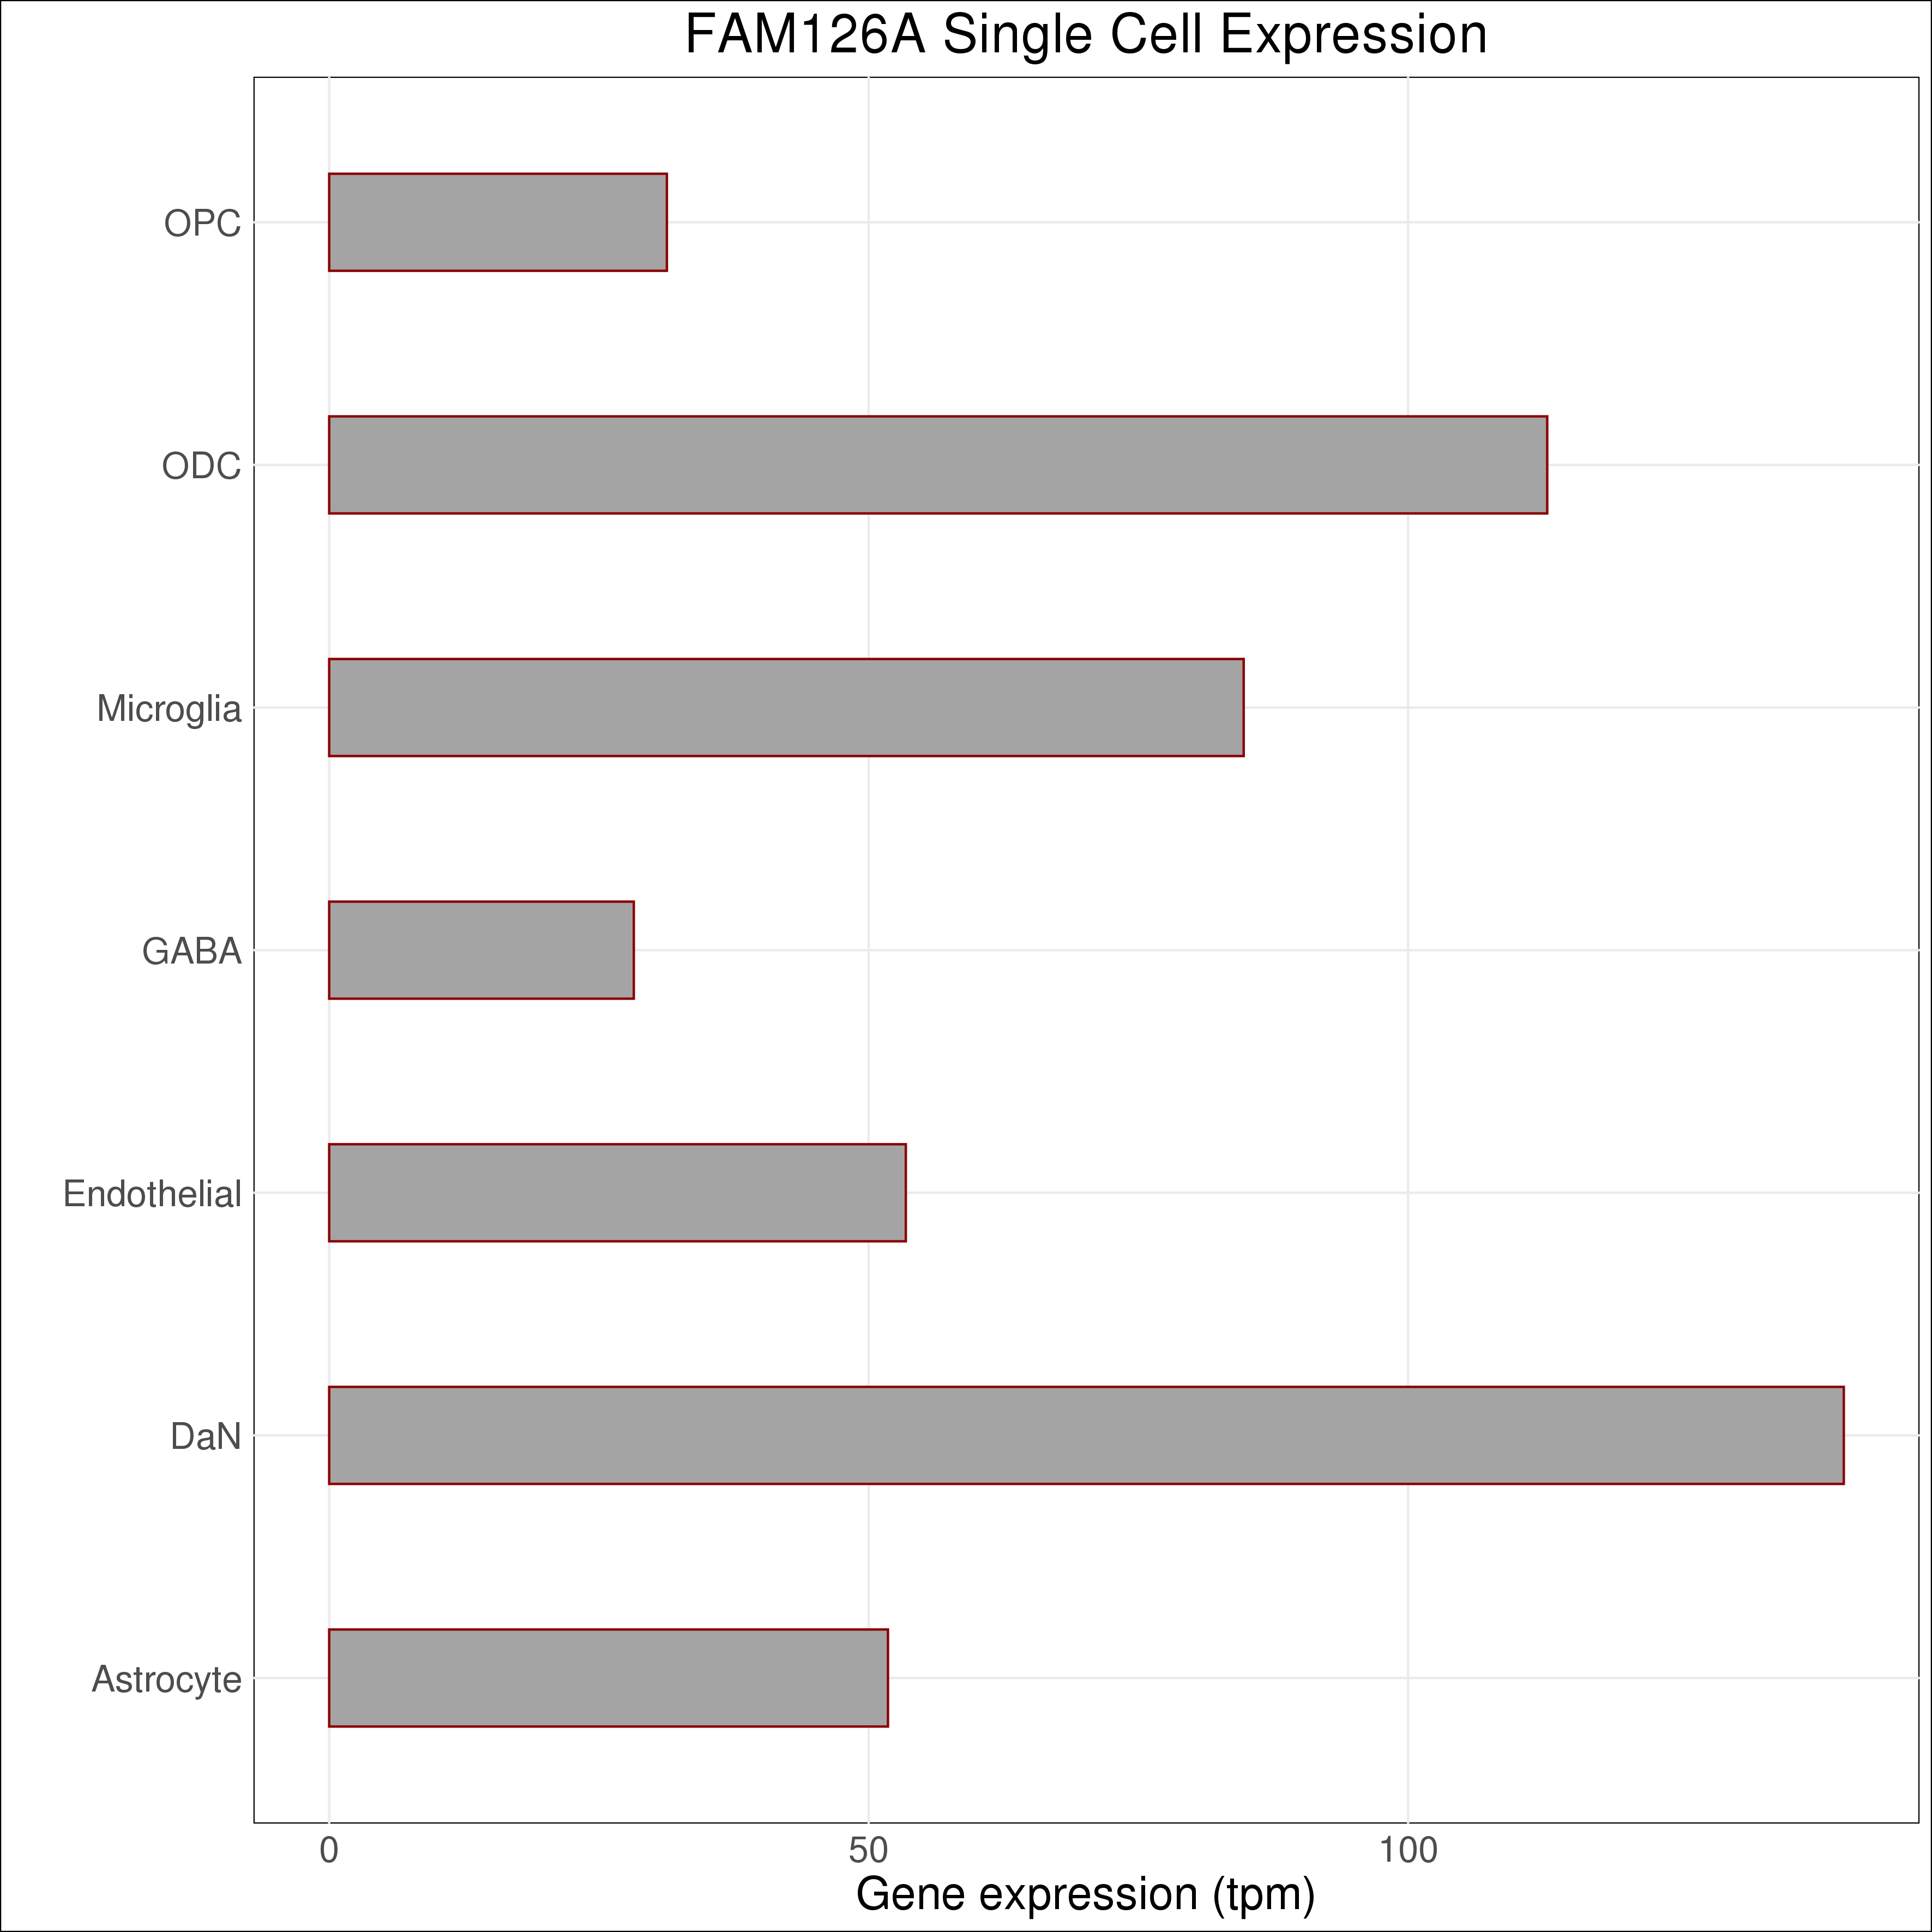 FAM126A Single Cell Expression
OPC
ODC
Microglia
GABA
Endothelial
DaN
Astrocyte
0 50 100
Gene expression (tpm)